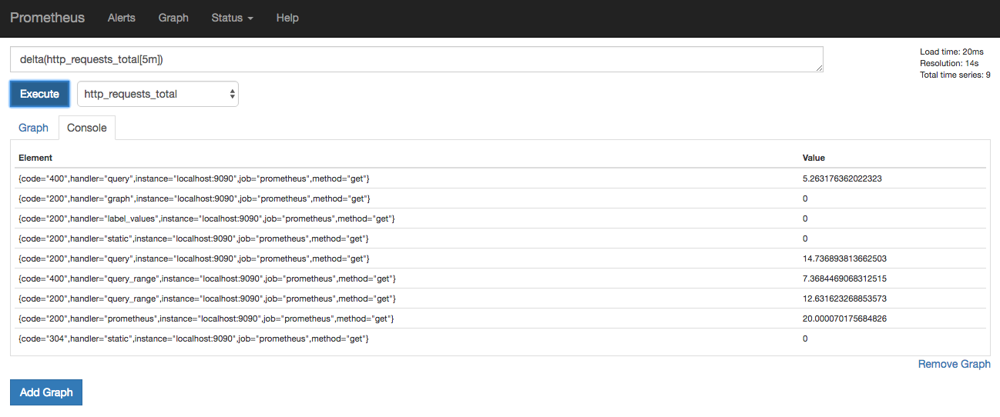 Prometheus Alerts Graph Status Help
delta(http_requests_total[5m])
Load time: 20ms
Resolution: 14s
Total time series: 9
Execute http_requests_total
Graph Console
Element Value
{code="400",handler="query",instance="localhost:9090",job="prometheus",method="get"} 5.263176362022323
{code="200",handler="graph",instance="localhost:9090",job="prometheus",method="get"} 0
{code="200",handler="label_values",instance="localhost:9090",job="prometheus",method="get"} 0
{code="200",handler="static",instance="localhost:9090",job="prometheus",method="get"} 0
{code="200",handler="query",instance="localhost:9090",job="prometheus",method="get"} 14.736893813662503
{code="400",handler="query_range",instance="localhost:9090",job="prometheus",method="get"} 7.3684469068312515
{code="200",handler="query_range",instance="localhost:9090",job="prometheus",method="get"} 12.631623268853573
{code="200",handler="prometheus",instance="localhost:9090",job="prometheus",method="get"} 20.000070175684826
{code="304",handler="static",instance="localhost:9090",job="prometheus",method="get"} 0
Remove Graph
Add Graph